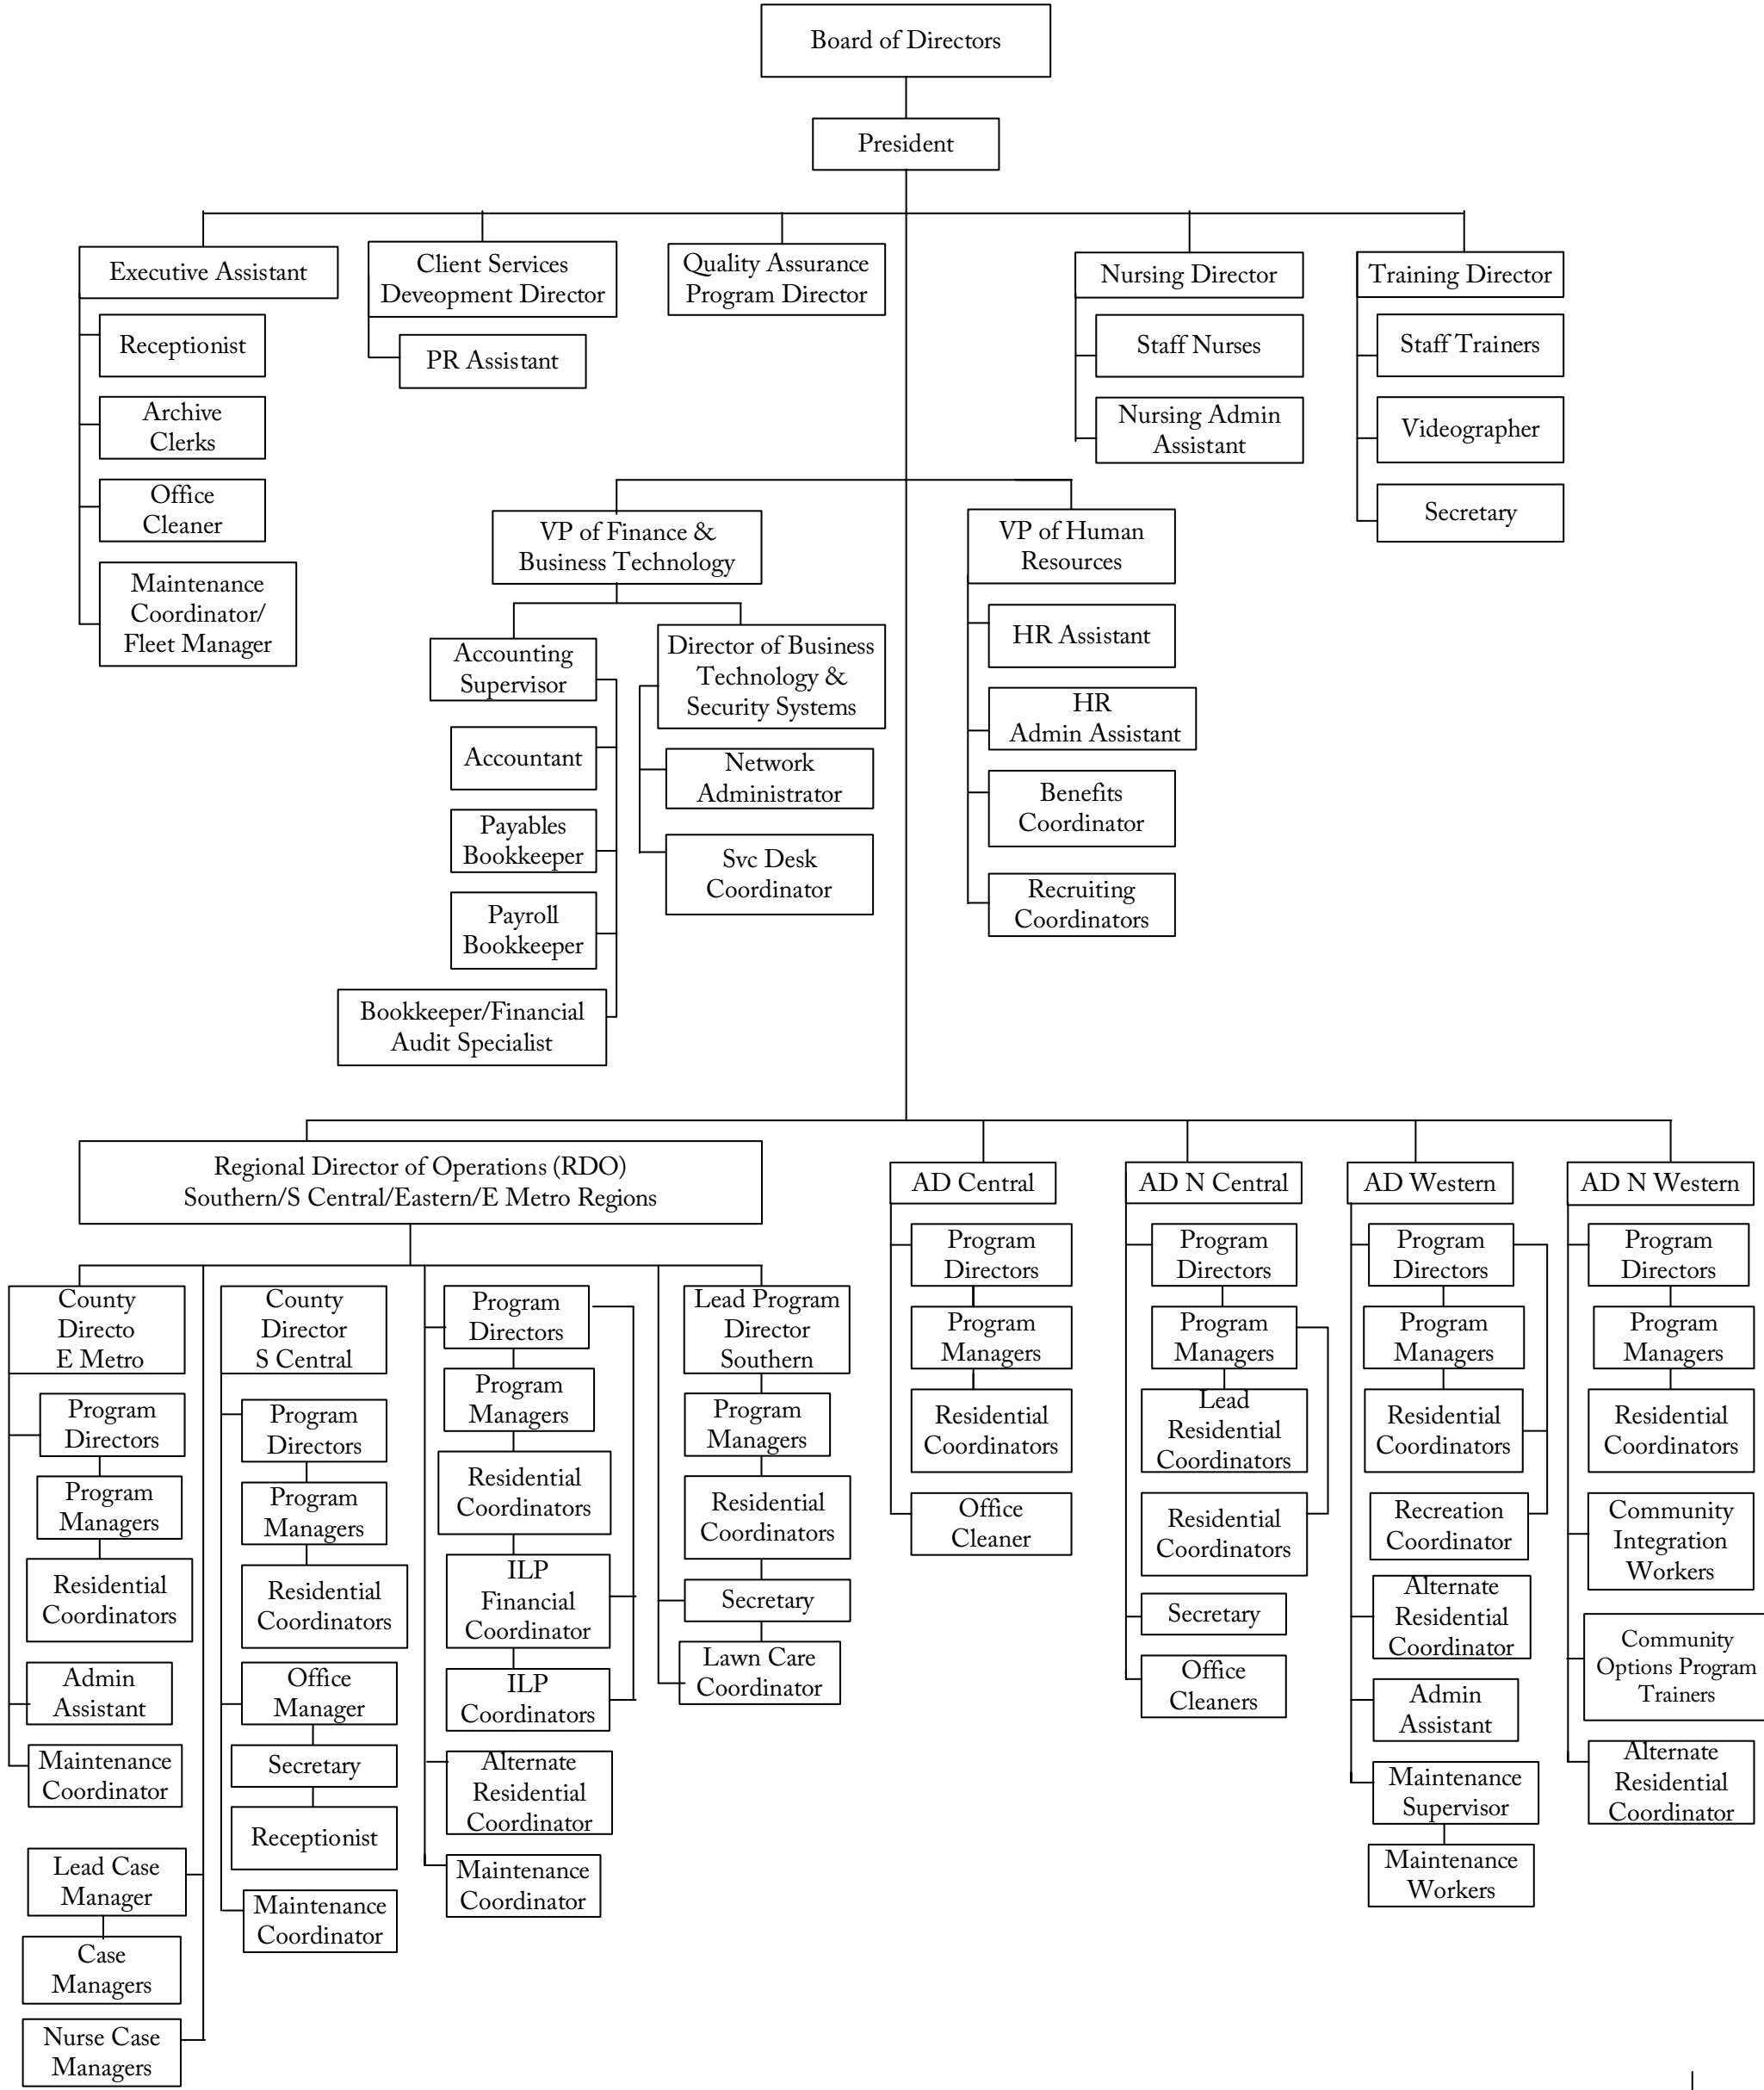 Board of Directors
President
Executive Assistant
Receptionist
Archive
Clerks
Office
Cleaner
Maintenance
Coordinator/
Fleet Manager
Client Services
Deveopment Director
PR Assistant
Quality Assurance
Program Director
Nursing Director
Staff Nurses
Nursing Admin
Assistant
Training Director
Staff Trainers
Videographer
Secretary
VP of Finance &
Business Technology
Accounting
Supervisor
Accountant
Payables
Bookkeeper
Payroll
Bookkeeper
Bookkeeper/Financial
Audit Specialist
Director of Business
Technology &
Security Systems
Network
Administrator
Svc Desk
Coordinator
VP of Human
Resources
HR Assistant
HR
Admin Assistant
Benefits
Coordinator
Recruiting
Coordinators
Regional Director of Operations (RDO)
Southern/S Central/Eastern/E Metro Regions
County
Directo
E Metro
Program
Directors
Program
Managers
Residential
Coordinators
Admin
Assistant
Maintenance
Coordinator
Lead Case
Manager
Case
Managers
Nurse Case
Managers
County
Director
S Central
Program
Directors
Program
Managers
Residential
Coordinators
Office
Manager
Secretary
Receptionist
Maintenance
Coordinator
Program
Directors
Program
Managers
Residential
Coordinators
ILP
Financial
Coordinator
ILP
Coordinators
Alternate
Residential
Coordinator
Maintenance
Coordinator
Lead Program
Director
Southern
Program
Managers
Residential
Coordinators
Secretary
Lawn Care
Coordinator
AD Central
Program
Directors
Program
Managers
Residential
Coordinators
Office
Cleaner
AD N Central
Program
Directors
Program
Managers
Lead
Residential
Coordinators
Residential
Coordinators
Secretary
Office
Cleaners
AD Western
Program
Directors
Program
Managers
Residential
Coordinators
Recreation
Coordinator
Alternate
Residential
Coordinator
Admin
Assistant
Maintenance
Supervisor
Maintenance
Workers
AD N Western
Program
Directors
Program
Managers
Residential
Coordinators
Community
Integration
Workers
Community
Options Program
Trainers
Alternate
Residential
Coordinator